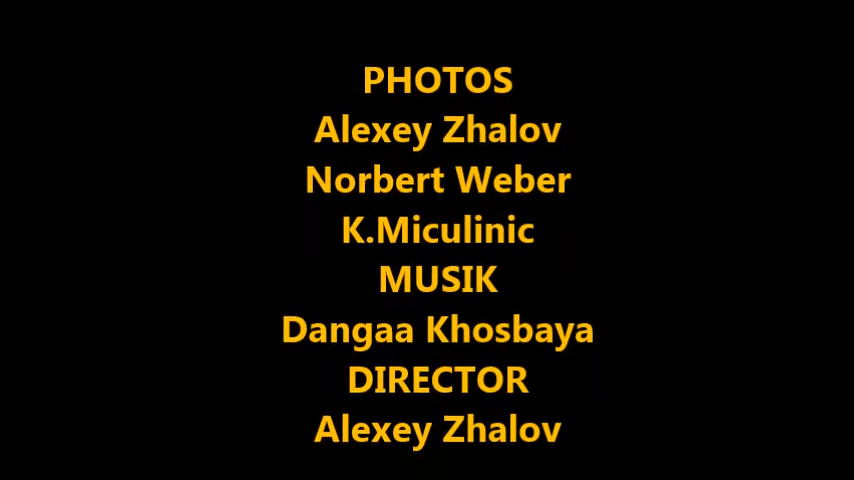 PHOTOS
Alexey Zhalov
Norbert Weber
K.Miculinic
MUSIK
Dangaa Khosbaya
DIRECTOR
Alexey Zhalov